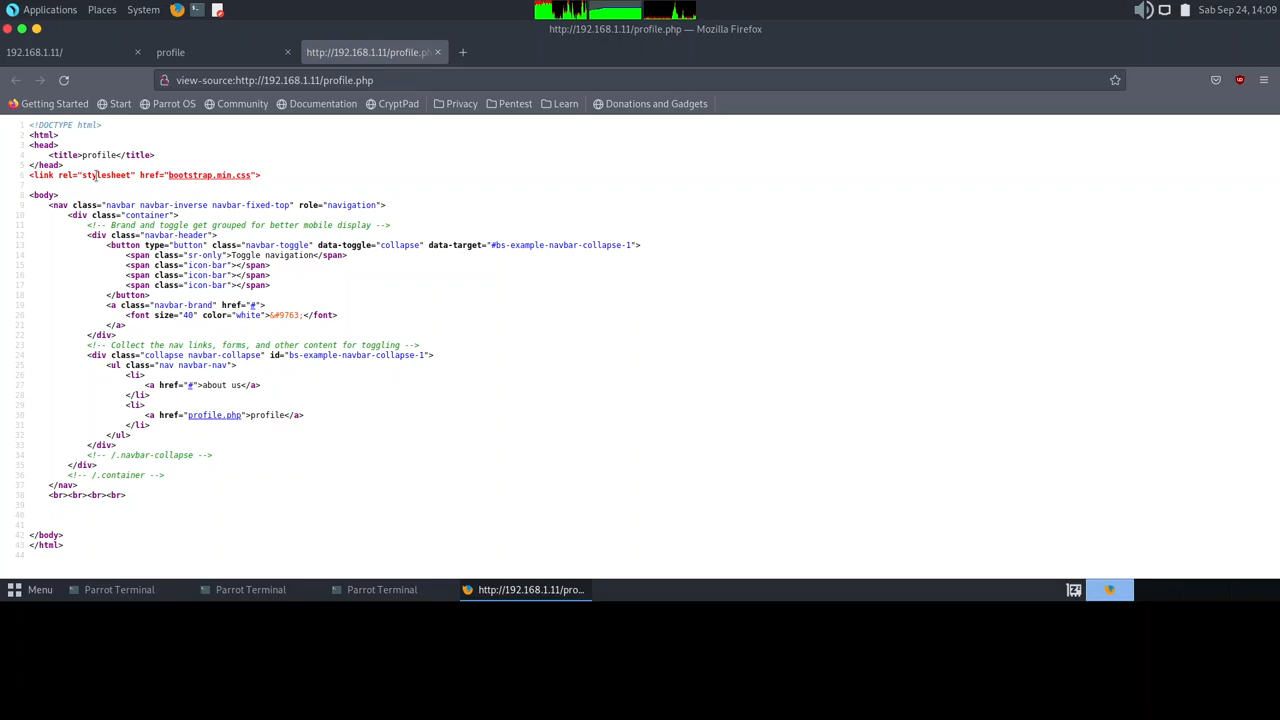 Applications Places System Sab Sep 24, 14:09
http://192.168.1.11/profile.php — Mozilla Firefox
192.168.1.11/ × profile × http://192.168.1.11/profile.ph × +
view-source:http://192.168.1.11/profile.php
Getting Started Start Parrot OS Community Documentation CryptPad Privacy Pentest Learn Donations and Gadgets
1 <!DOCTYPE html>
2 <html>
3 <head>
4 <title>profile</title>
5 </head>
6 <link rel="stylesheet" href="bootstrap.min.css">
7
8 <body>
9 <nav class="navbar navbar-inverse navbar-fixed-top" role="navigation">
10 <div class="container">
11 <!-- Brand and toggle get grouped for better mobile display -->
12 <div class="navbar-header">
13 <button type="button" class="navbar-toggle" data-toggle="collapse" data-target="#bs-example-navbar-collapse-1">
14 <span class="sr-only">Toggle navigation</span>
15 <span class="icon-bar"></span>
16 <span class="icon-bar"></span>
17 <span class="icon-bar"></span>
18 </button>
19 <a class="navbar-brand" href="#">
20 <font size="40" color="white">&#9763;</font>
21 </a>
22 </div>
23 <!-- Collect the nav links, forms, and other content for toggling -->
24 <div class="collapse navbar-collapse" id="bs-example-navbar-collapse-1">
25 <ul class="nav navbar-nav">
26 <li>
27 <a href="#">about us</a>
28 </li>
29 <li>
30 <a href="profile.php">profile</a>
31 </li>
32 </ul>
33 </div>
34 <!-- /.navbar-collapse -->
35 </div>
36 <!-- /.container -->
37 </nav>
38 <br><br><br><br>
39
40
41
42 </body>
43 </html>
44
Menu Parrot Terminal Parrot Terminal Parrot Terminal http://192.168.1.11/pro...